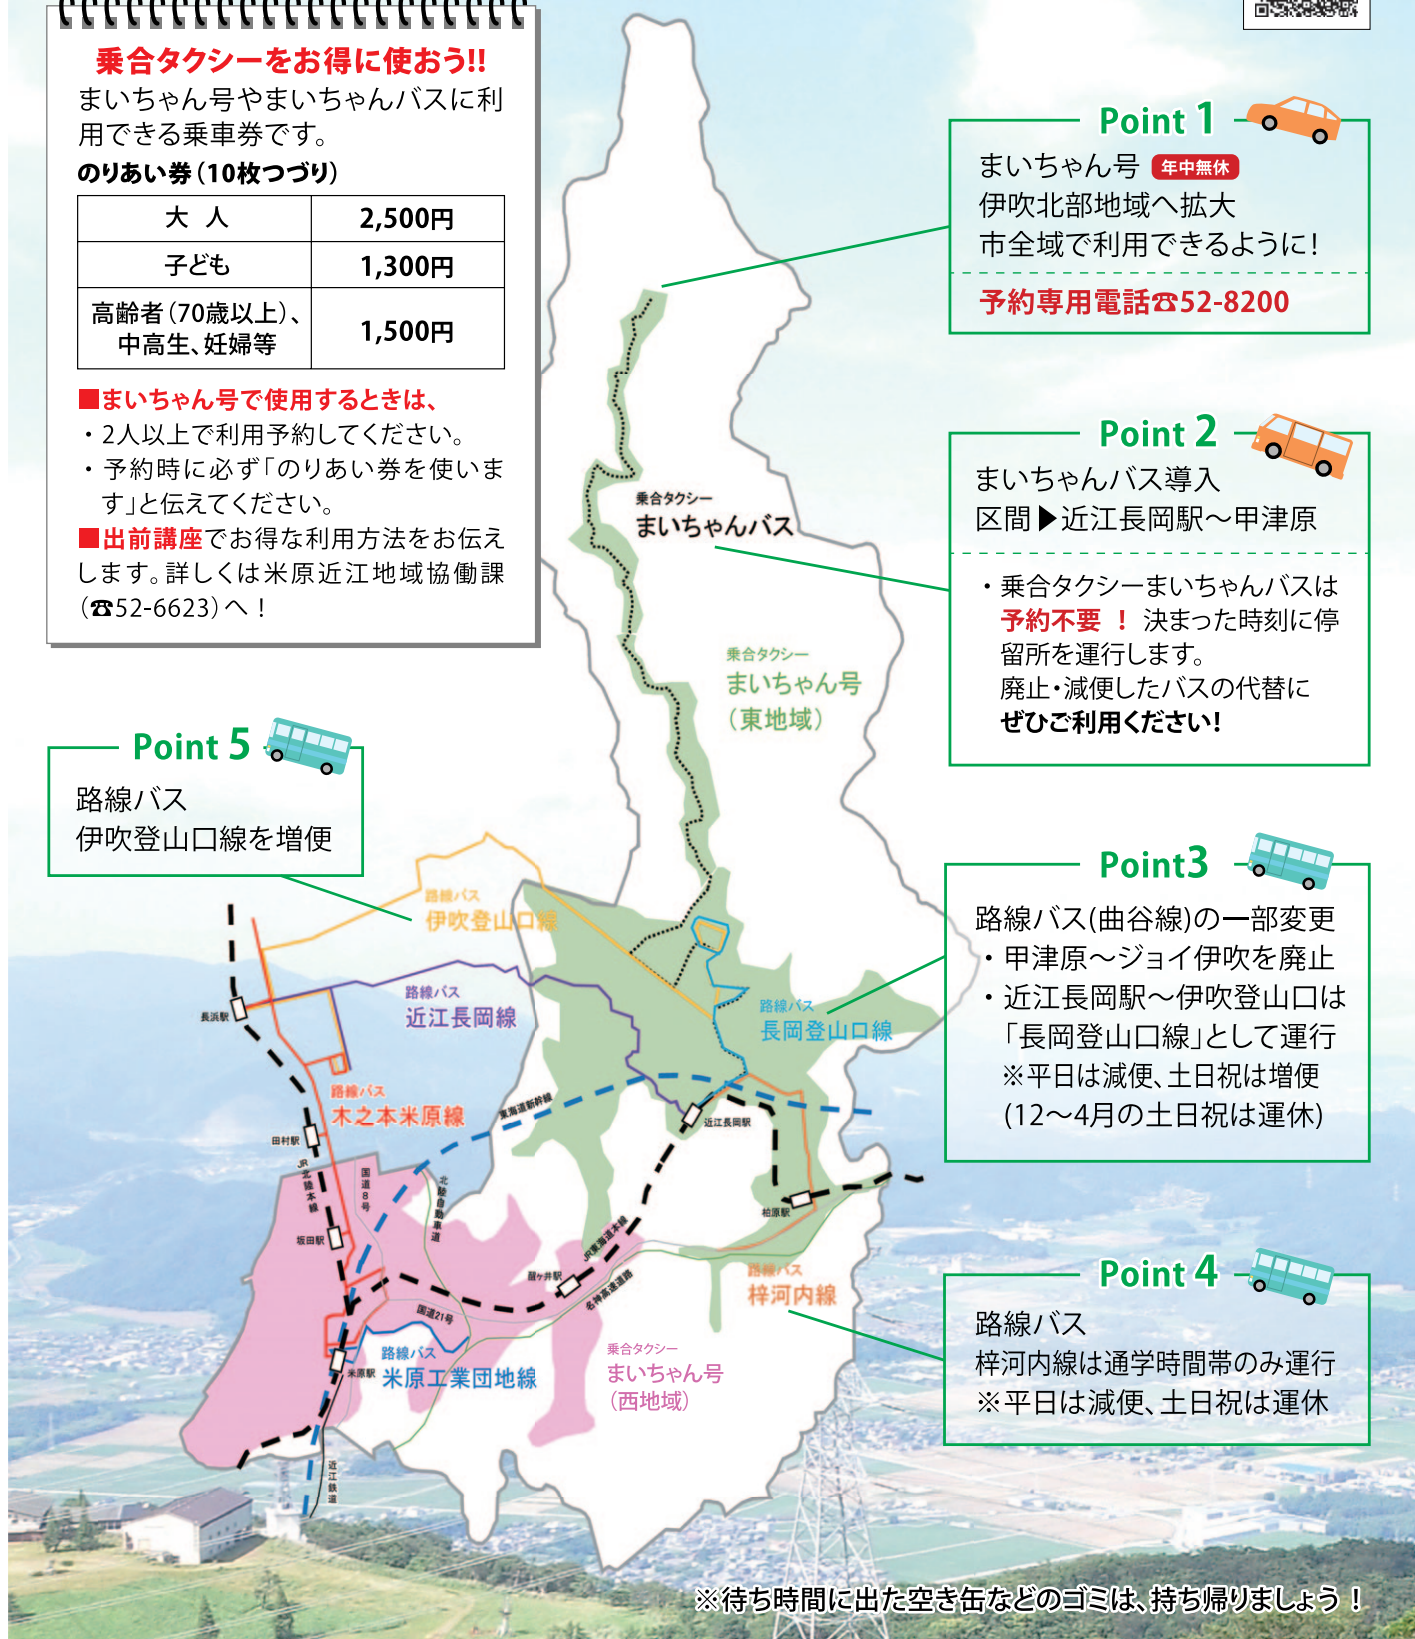 乗合タクシーをお得に使おう!!
まいちゃん号やまいちゃんバスに利
用できる乗車券です。
のりあい券(10枚つづり)
大 人 2,500円
子ども 1,300円
高齢者(70歳以上)、
中高生、妊婦等 1,500円
■まいちゃん号で使用するときは、
・2人以上で利用予約してください。
・予約時に必ず「のりあい券を使いま
す」と伝えてください。
■出前講座でお得な利用方法をお伝え
します。詳しくは米原近江地域協働課
(☎52-6623)へ！
Point 1
まいちゃん号 年中無休
伊吹北部地域へ拡大
市全域で利用できるように！
予約専用電話☎52-8200
Point 2
まいちゃんバス導入
区間▶近江長岡駅～甲津原
・乗合タクシーまいちゃんバスは
予約不要 ！ 決まった時刻に停
留所を運行します。
廃止・減便したバスの代替に
ぜひご利用ください！
Point3
路線バス(曲谷線)の一部変更
・甲津原～ジョイ伊吹を廃止
・近江長岡駅～伊吹登山口は
「長岡登山口線」として運行
※平日は減便、土日祝は増便
(12～4月の土日祝は運休)
Point 4
路線バス
梓河内線は通学時間帯のみ運行
※平日は減便、土日祝は運休
Point 5
路線バス
伊吹登山口線を増便
乗合タクシー
まいちゃんバス
乗合タクシー
まいちゃん号
(東地域)
路線バス
伊吹登山口線
路線バス
近江長岡線
路線バス
長岡登山口線
長浜駅
路線バス
木之本米原線
東海道新幹線
近江長岡駅
田村駅
JR北陸本線
国道8号
北陸自動車道
柏原駅
坂田駅
JR東海道本線
醒ヶ井駅
名神高速道路
路線バス
梓河内線
国道21号
路線バス
米原工業団地線
米原駅
乗合タクシー
まいちゃん号
(西地域)
近江鉄道
※待ち時間に出た空き缶などのゴミは、持ち帰りましょう！